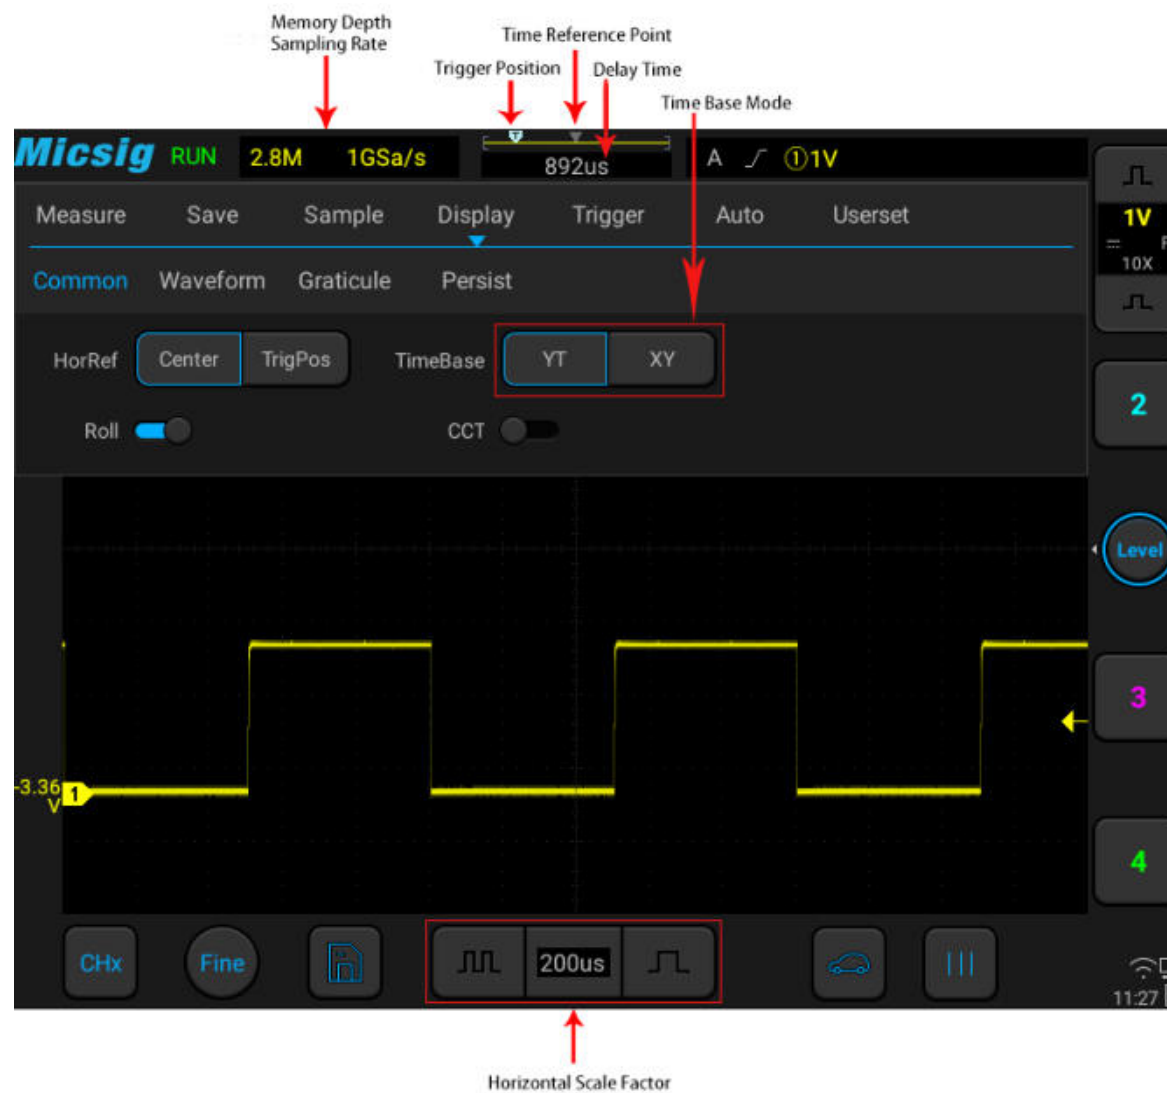 Memory Depth
Sampling Rate
Time Reference Point
Trigger Position
Delay Time
Time Base Mode
Micsig RUN 2.8M 1GSa/s T 892us A ①1V
Measure Save Sample Display Trigger Auto Userset
1V
10X
Common Waveform Graticule Persist
HorRef Center TrigPos TimeBase YT XY
2
Roll CCT
Level
3
-3.36
V
1
4
CHx Fine 200us
11:27
Horizontal Scale Factor